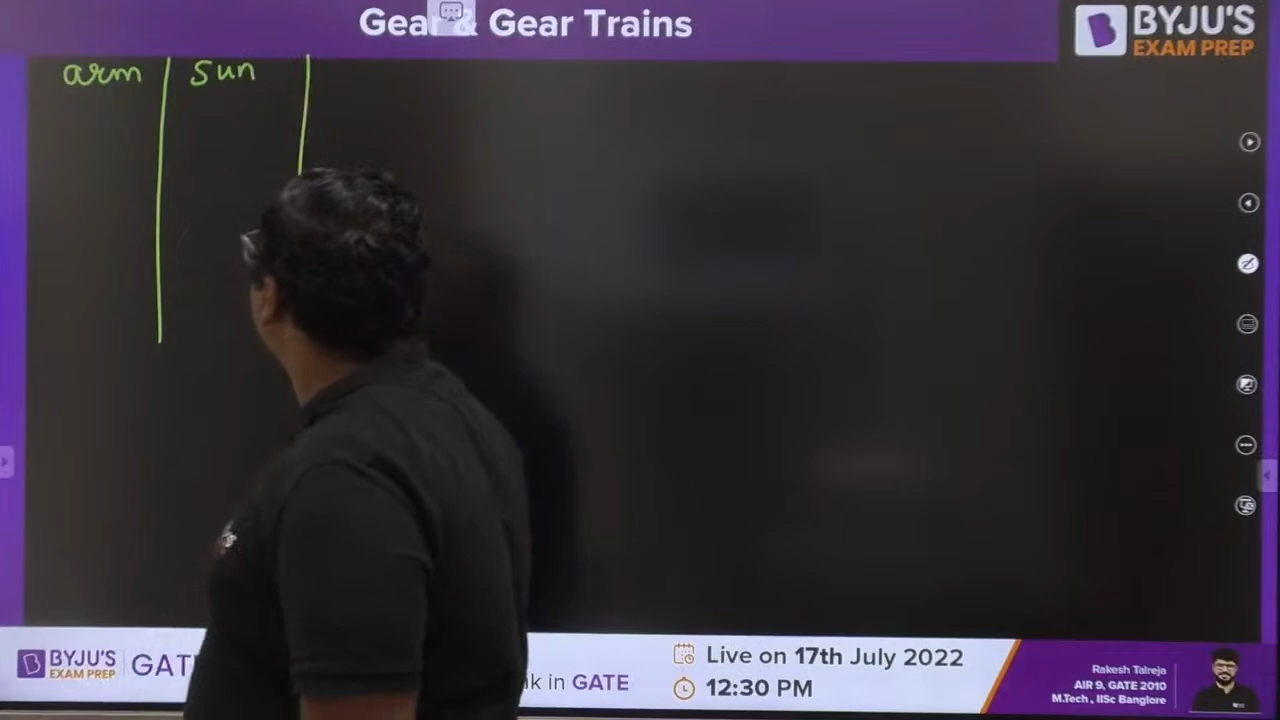 Gear & Gear Trains
BYJU'S
EXAM PREP
arm
sun
BYJU'S
EXAM PREP
GAT
in GATE
Live on 17th July 2022
12:30 PM
Rakesh Talreja
AIR 9, GATE 2010
M.Tech, IISc Banglore